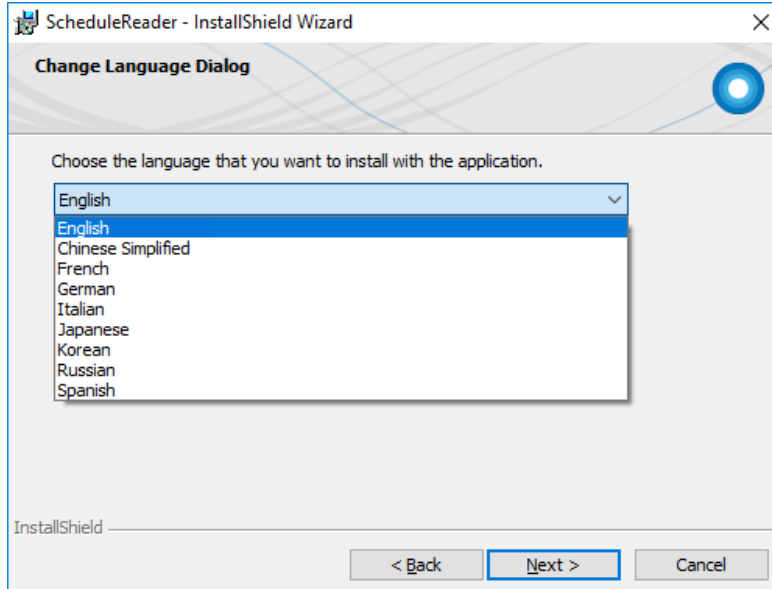 ScheduleReader - InstallShield Wizard
Change Language Dialog
Choose the language that you want to install with the application.
English
English
Chinese Simplified
French
German
Italian
Japanese
Korean
Russian
Spanish
InstallShield
< Back
Next >
Cancel